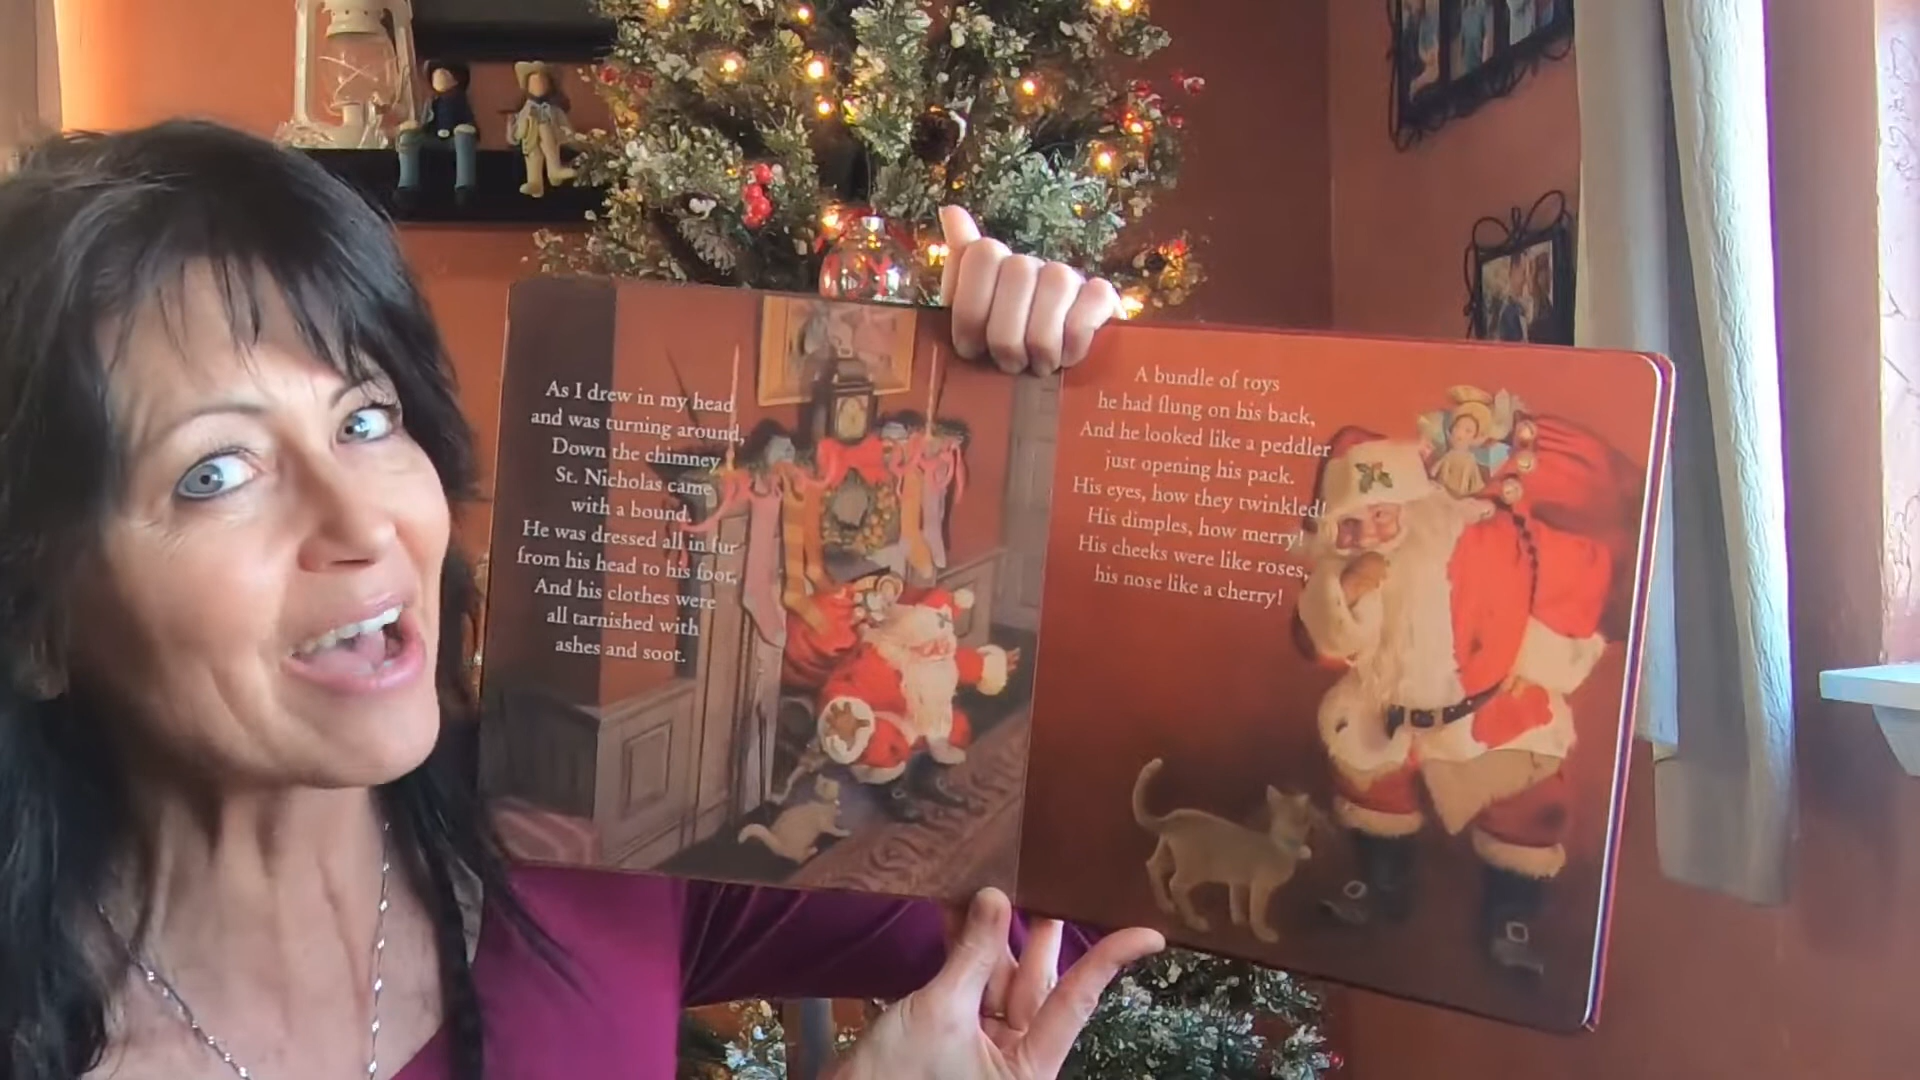 As I drew in my head
and was turning around,
Down the chimney
St. Nicholas came
with a bound.
He was dressed all in fur
from his head to his foot,
And his clothes were
all tarnished with
ashes and soot.
A bundle of toys
he had flung on his back,
And he looked like a peddler
just opening his pack.
His eyes, how they twinkled!
His dimples, how merry!
His cheeks were like roses,
his nose like a cherry!